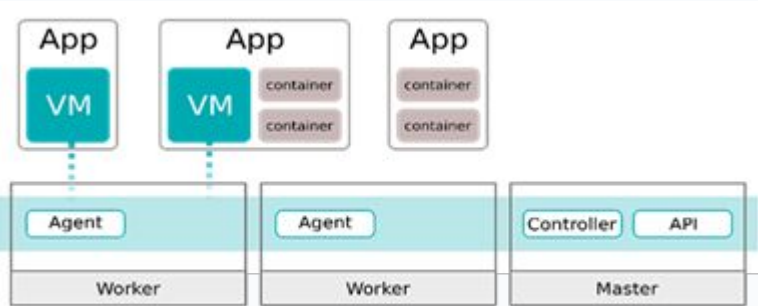 App
VM
App
VM
container
container
App
container
container
Agent
Worker
Agent
Worker
Controller
API
Master